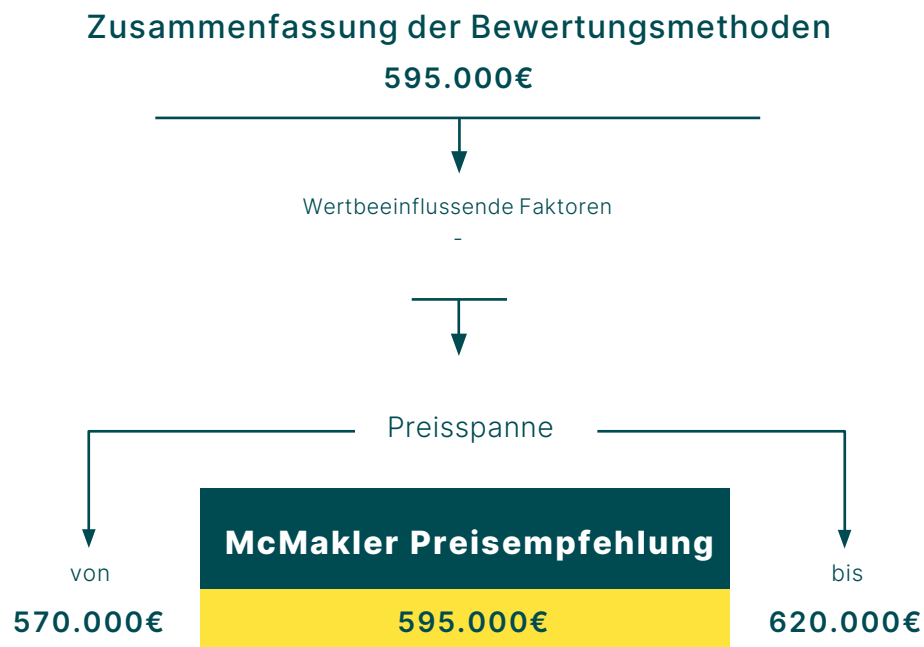 Zusammenfassung der Bewertungsmethoden
595.000€
Wertbeeinflussende Faktoren
-
Preisspanne
McMakler Preisempfehlung
von
bis
570.000€
595.000€
620.000€